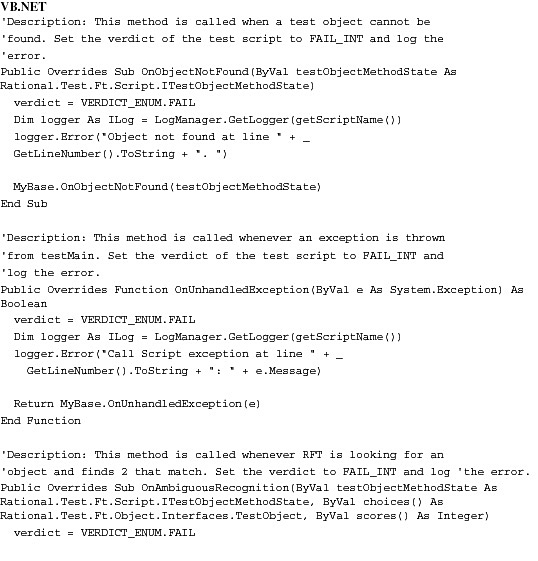 VB.NET
'Description: This method is called when a test object cannot be
'found. Set the verdict of the test script to FAIL_INT and log the
'error.
Public Overrides Sub OnObjectNotFound(ByVal testObjectMethodState As
Rational.Test.Ft.Script.ITestObjectMethodState)
  verdict = VERDICT_ENUM.FAIL
  Dim logger As ILog = LogManager.GetLogger(getScriptName())
  logger.Error("Object not found at line " + _
  GetLineNumber().ToString + ". ")

  MyBase.OnObjectNotFound(testObjectMethodState)
End Sub

'Description: This method is called whenever an exception is thrown
'from testMain. Set the verdict of the test script to FAIL_INT and
'log the error.
Public Overrides Function OnUnhandledException(ByVal e As System.Exception) As
Boolean
  verdict = VERDICT_ENUM.FAIL
  Dim logger As ILog = LogManager.GetLogger(getScriptName())
  logger.Error("Call Script exception at line " + _
    GetLineNumber().ToString + ": " + e.Message)

  Return MyBase.OnUnhandledException(e)
End Function

'Description: This method is called whenever RFT is looking for an
'object and finds 2 that match. Set the verdict to FAIL_INT and log 'the error.
Public Overrides Sub OnAmbiguousRecognition(ByVal testObjectMethodState As
Rational.Test.Ft.Script.ITestObjectMethodState, ByVal choices() As
Rational.Test.Ft.Object.Interfaces.TestObject, ByVal scores() As Integer)
  verdict = VERDICT_ENUM.FAIL